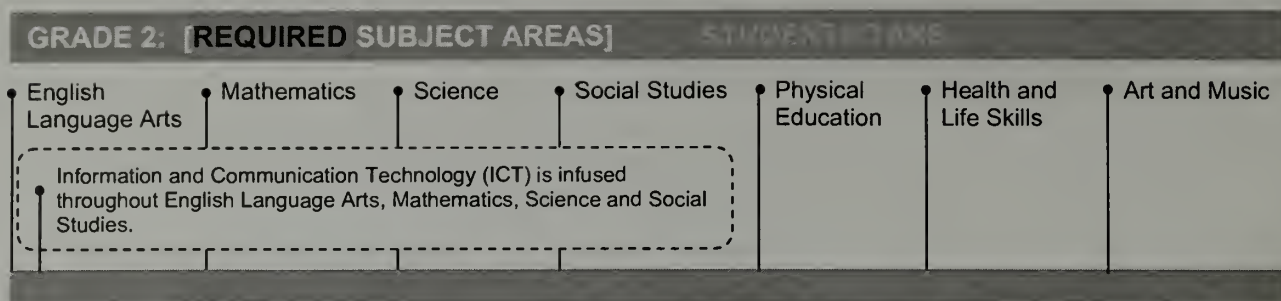 GRADE 2: [REQUIRED SUBJECT AREAS]
English
Language Arts
Mathematics
Science
Social Studies
Physical
Education
Health and
Life Skills
Art and Music
Information and Communication Technology (ICT) is infused
throughout English Language Arts, Mathematics, Science and Social
Studies.